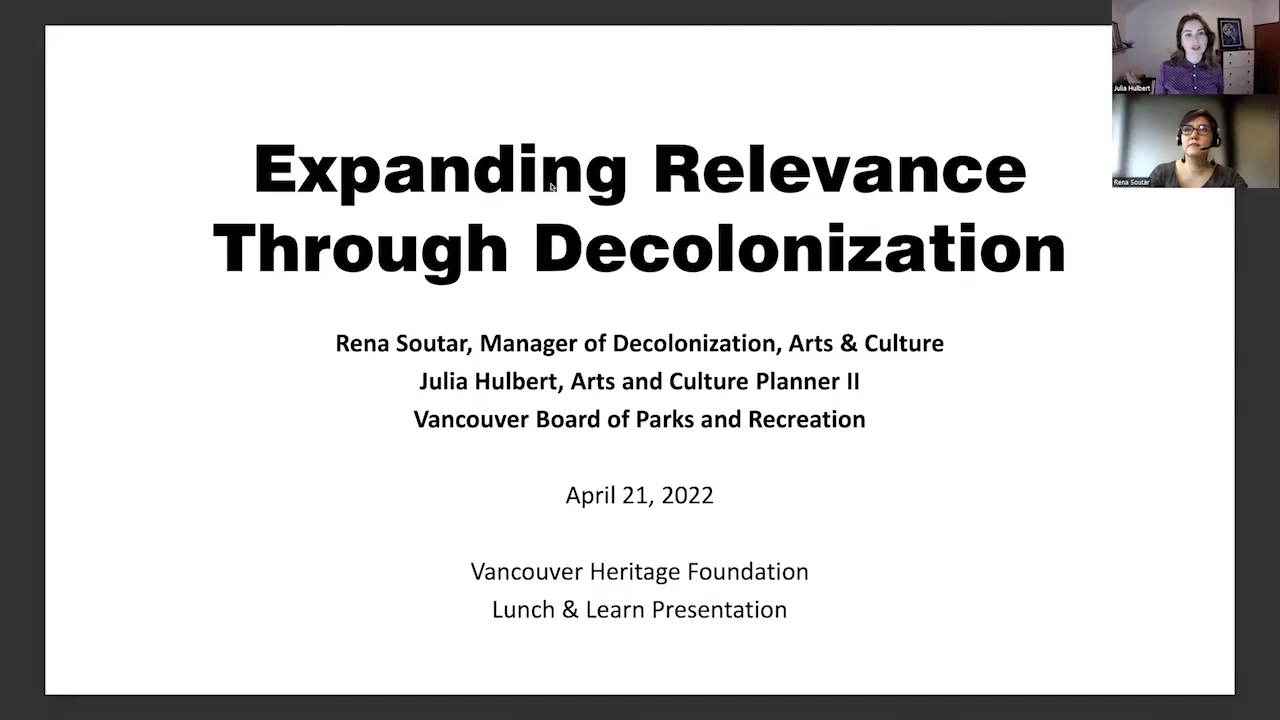 Expanding Relevance
Through Decolonization
Rena Soutar, Manager of Decolonization, Arts & Culture
Julia Hulbert, Arts and Culture Planner II
Vancouver Board of Parks and Recreation
April 21, 2022
Vancouver Heritage Foundation
Lunch & Learn Presentation
Julia Hulbert
Rena Soutar